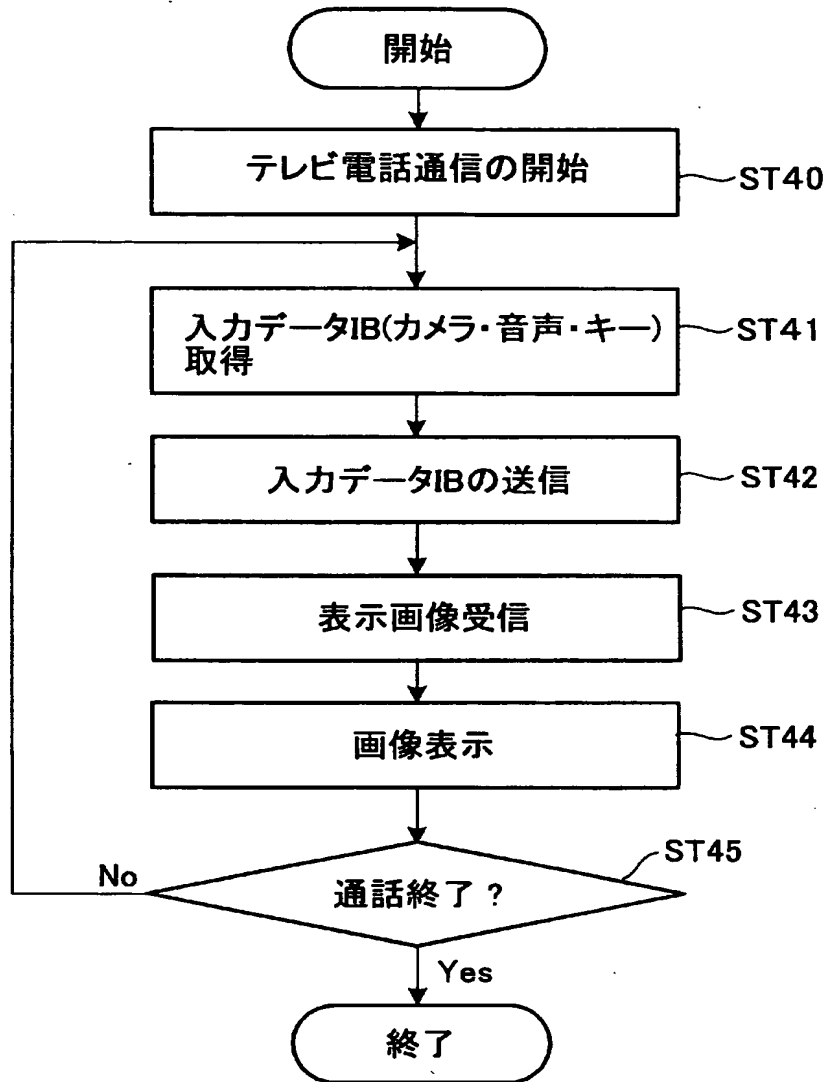 開始
テレビ電話通信の開始
ST40
入力データIB(カメラ・音声・キー)
取得
ST41
入力データIBの送信
ST42
表示画像受信
ST43
画像表示
ST44
通話終了?
ST45
No
Yes
終了